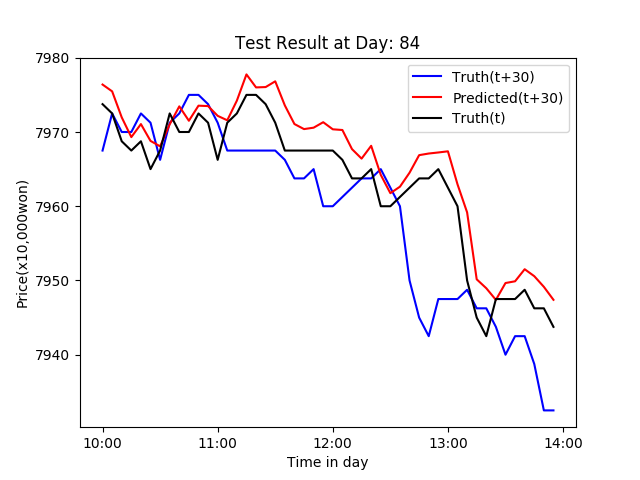 Test Result at Day: 84
Price(x10,000won)
7980
7970
7960
7950
7940
Truth(t+30)
Predicted(t+30)
Truth(t)
10:00 11:00 12:00 13:00 14:00
Time in day